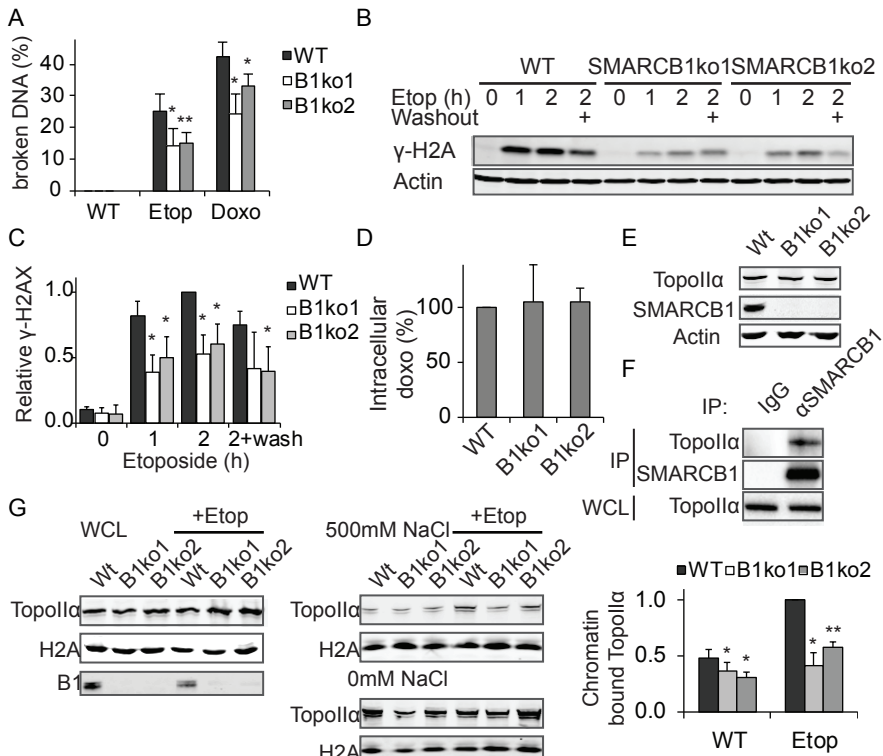 A
broken DNA (%)
40
30
20
10
0
WT
B1ko1
B1ko2
*
**
*
*
WT Etop Doxo
B
WT SMARCB1ko1 SMARCB1ko2
Etop (h) 0 1 2 2 0 1 2 2 0 1 2 2
Washout + + +
γ-H2A
Actin
C
Relative γ-H2AX
1.0
0.5
0.0
WT
B1ko1
B1ko2
* * * * *
0 1 2 2+wash
Etoposide (h)
D
Intracellular
doxo (%)
100
50
0
WT B1ko1 B1ko2
E
Wt B1ko1 B1ko2
TopoIIα
SMARCB1
Actin
F
IP: IgG αSMARCB1
IP
TopoIIα
SMARCB1
WCL TopoIIα
G
WCL +Etop
Wt B1ko1 B1ko2 Wt B1ko1 B1ko2
TopoIIα
H2A
B1
500mM NaCl +Etop
Wt B1ko1 B1ko2 Wt B1ko1 B1ko2
TopoIIα
H2A
0mM NaCl
TopoIIα
H2A
WT B1ko1 B1ko2
Chromatin
bound TopoIIα
1.0
0.5
0.0
* * * **
WT Etop